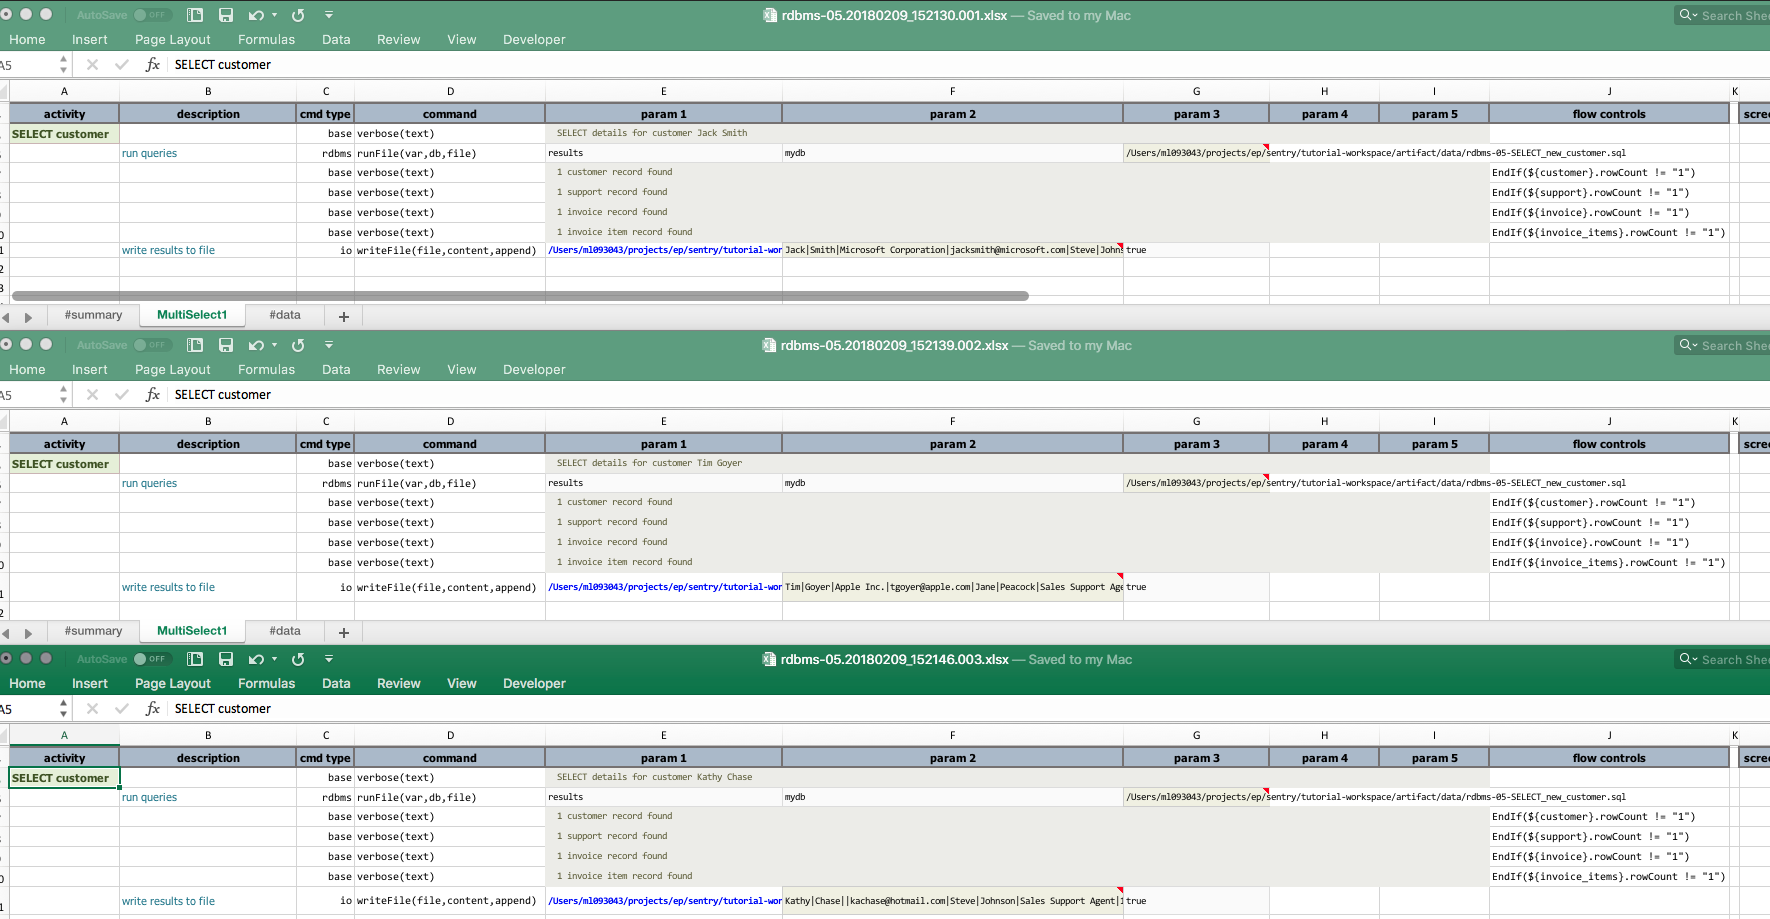 AutoSave OFF rdbms-05.20180209_152130.001.xlsx — Saved to my Mac Search She
Home Insert Page Layout Formulas Data Review View Developer
A5 fx SELECT customer
A B C D E F G H I J K
activity description cmd type command param 1 param 2 param 3 param 4 param 5 flow controls scre
SELECT customer base verbose(text) SELECT details for customer Jack Smith
run queries rdbms runFile(var,db,file) results mydb /Users/ml093043/projects/ep/sentry/tutorial-workspace/artifact/data/rdbms-05-SELECT_new_customer.sql
base verbose(text) 1 customer record found EndIf(${customer}.rowCount != "1")
base verbose(text) 1 support record found EndIf(${support}.rowCount != "1")
base verbose(text) 1 invoice record found EndIf(${invoice}.rowCount != "1")
0 base verbose(text) 1 invoice item record found EndIf(${invoice_items}.rowCount != "1")
1 write results to file io writeFile(file,content,append) /Users/ml093043/projects/ep/sentry/tutorial-wor Jack|Smith|Microsoft Corporation|jacksmith@microsoft.com|Steve|Johns true
2
3
#summary MultiSelect1 #data +
AutoSave OFF rdbms-05.20180209_152139.002.xlsx — Saved to my Mac Search She
Home Insert Page Layout Formulas Data Review View Developer
A5 fx SELECT customer
A B C D E F G H I J K
activity description cmd type command param 1 param 2 param 3 param 4 param 5 flow controls scre
SELECT customer base verbose(text) SELECT details for customer Tim Goyer
run queries rdbms runFile(var,db,file) results mydb /Users/ml093043/projects/ep/sentry/tutorial-workspace/artifact/data/rdbms-05-SELECT_new_customer.sql
base verbose(text) 1 customer record found EndIf(${customer}.rowCount != "1")
base verbose(text) 1 support record found EndIf(${support}.rowCount != "1")
base verbose(text) 1 invoice record found EndIf(${invoice}.rowCount != "1")
0 base verbose(text) 1 invoice item record found EndIf(${invoice_items}.rowCount != "1")
1 write results to file io writeFile(file,content,append) /Users/ml093043/projects/ep/sentry/tutorial-wor Tim|Goyer|Apple Inc.|tgoyer@apple.com|Jane|Peacock|Sales Support Age true
2
#summary MultiSelect1 #data +
AutoSave OFF rdbms-05.20180209_152146.003.xlsx — Saved to my Mac Search She
Home Insert Page Layout Formulas Data Review View Developer
A5 fx SELECT customer
A B C D E F G H I J K
activity description cmd type command param 1 param 2 param 3 param 4 param 5 flow controls scre
SELECT customer base verbose(text) SELECT details for customer Kathy Chase
run queries rdbms runFile(var,db,file) results mydb /Users/ml093043/projects/ep/sentry/tutorial-workspace/artifact/data/rdbms-05-SELECT_new_customer.sql
base verbose(text) 1 customer record found EndIf(${customer}.rowCount != "1")
base verbose(text) 1 support record found EndIf(${support}.rowCount != "1")
base verbose(text) 1 invoice record found EndIf(${invoice}.rowCount != "1")
0 base verbose(text) 1 invoice item record found EndIf(${invoice_items}.rowCount != "1")
1 write results to file io writeFile(file,content,append) /Users/ml093043/projects/ep/sentry/tutorial-wor Kathy|Chase||kachase@hotmail.com|Steve|Johnson|Sales Support Agent| true